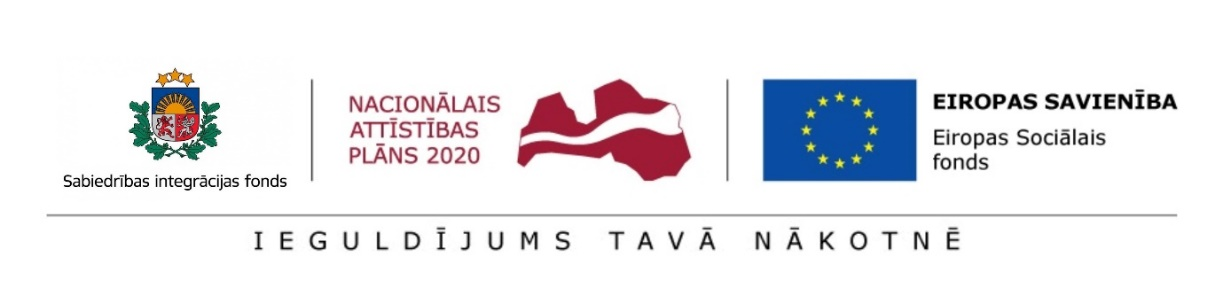 Sabiedrības integrācijas fonds
NACIONĀLAIS
ATTĪSTĪBAS
PLĀNS 2020
EIROPAS SAVIENĪBA
Eiropas Sociālais
fonds
IEGULDĪJUMS TAVĀ NĀKOTNĒ